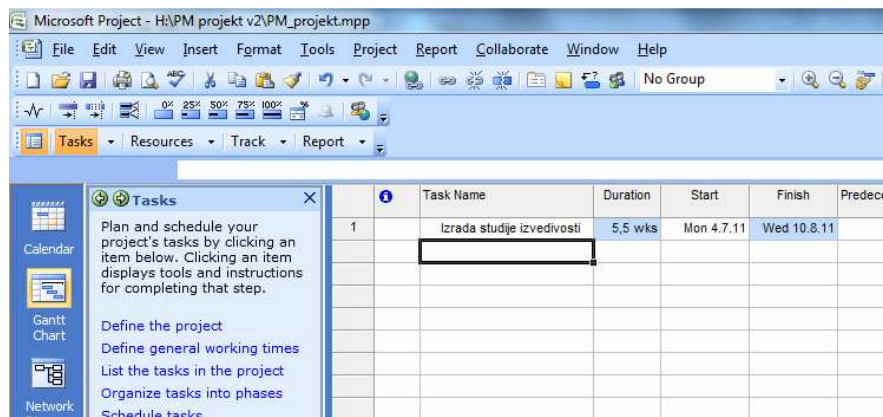 Microsoft Project - H:\PM projekt v2\PM_projekt.mpp
File Edit View Insert Format Tools Project Report Collaborate Window Help
No Group
0% 25% 50% 75% 100%
Tasks Resources Track Report
Tasks
Task Name Duration Start Finish Predece
1 Izrada studije izvedivosti 5,5 wks Mon 4.7.11 Wed 10.8.11
Calendar
Gantt
Chart
Network
Plan and schedule your
project's tasks by clicking an
item below. Clicking an item
displays tools and instructions
for completing that step.
Define the project
Define general working times
List the tasks in the project
Organize tasks into phases
Schedule tasks